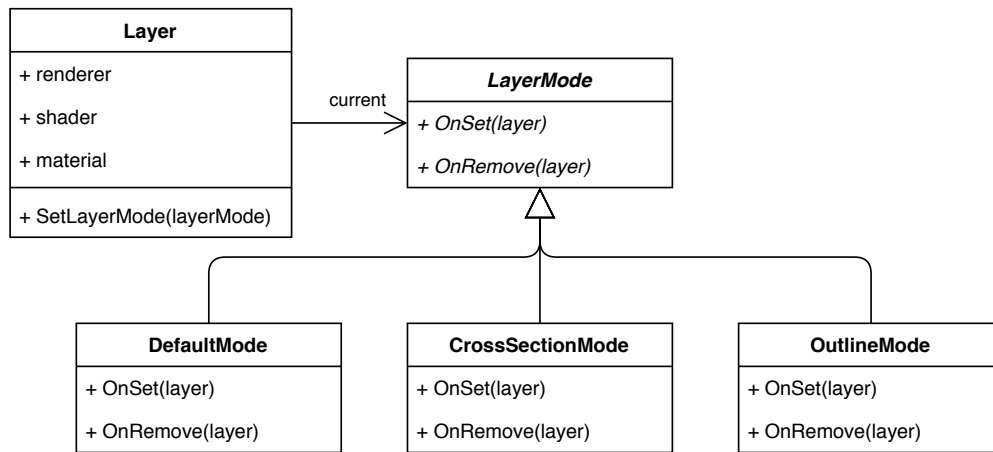 Layer
+ renderer
+ shader
+ material
+ SetLayerMode(layerMode)
current
LayerMode
+ OnSet(layer)
+ OnRemove(layer)
DefaultMode
+ OnSet(layer)
+ OnRemove(layer)
CrossSectionMode
+ OnSet(layer)
+ OnRemove(layer)
OutlineMode
+ OnSet(layer)
+ OnRemove(layer)